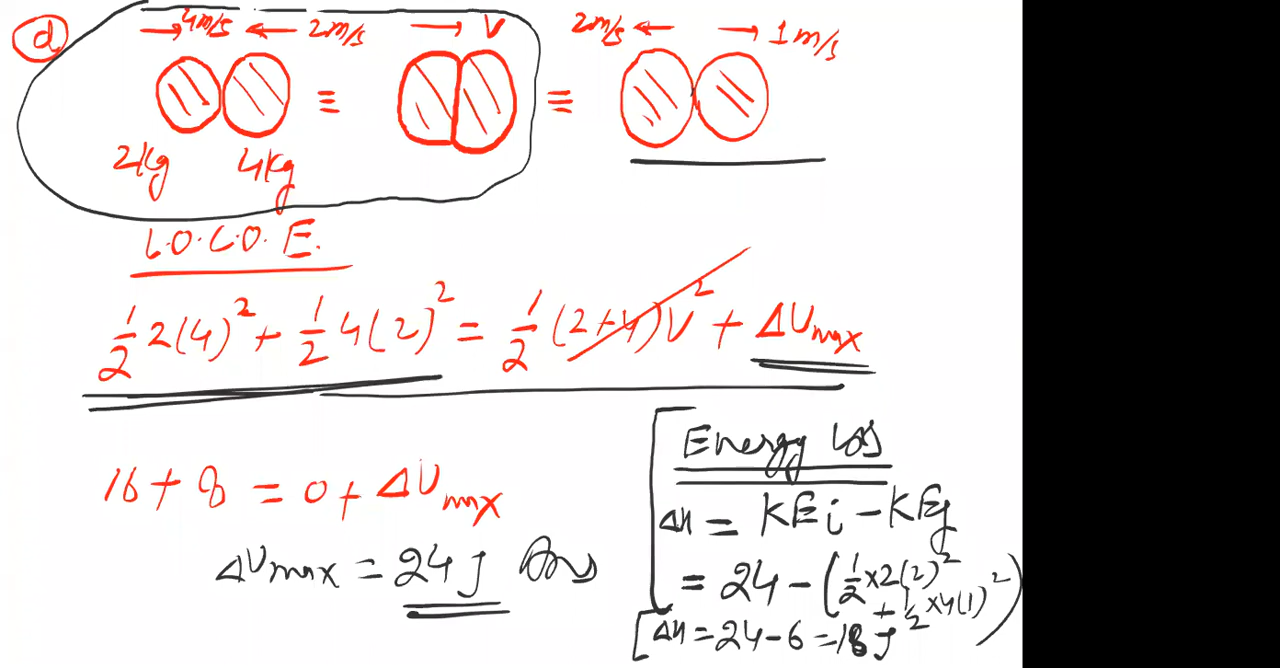 d
4m/s 2m/s V 2m/s 1m/s
≡ ≡
2Kg 4Kg
L.O.C.O.E.
1/2 2(4)² + 1/2 4(2)² = 1/2 (2+4)V² + ΔUmax
16 + 8 = 0 + ΔUmax
ΔUmax = 24 J Ans
Energy Loss
ΔH = KEi - KEf
= 24 - (1/2 × 2(2)² + 1/2 × 4(1)²)
ΔH = 24 - 6 = 18 J